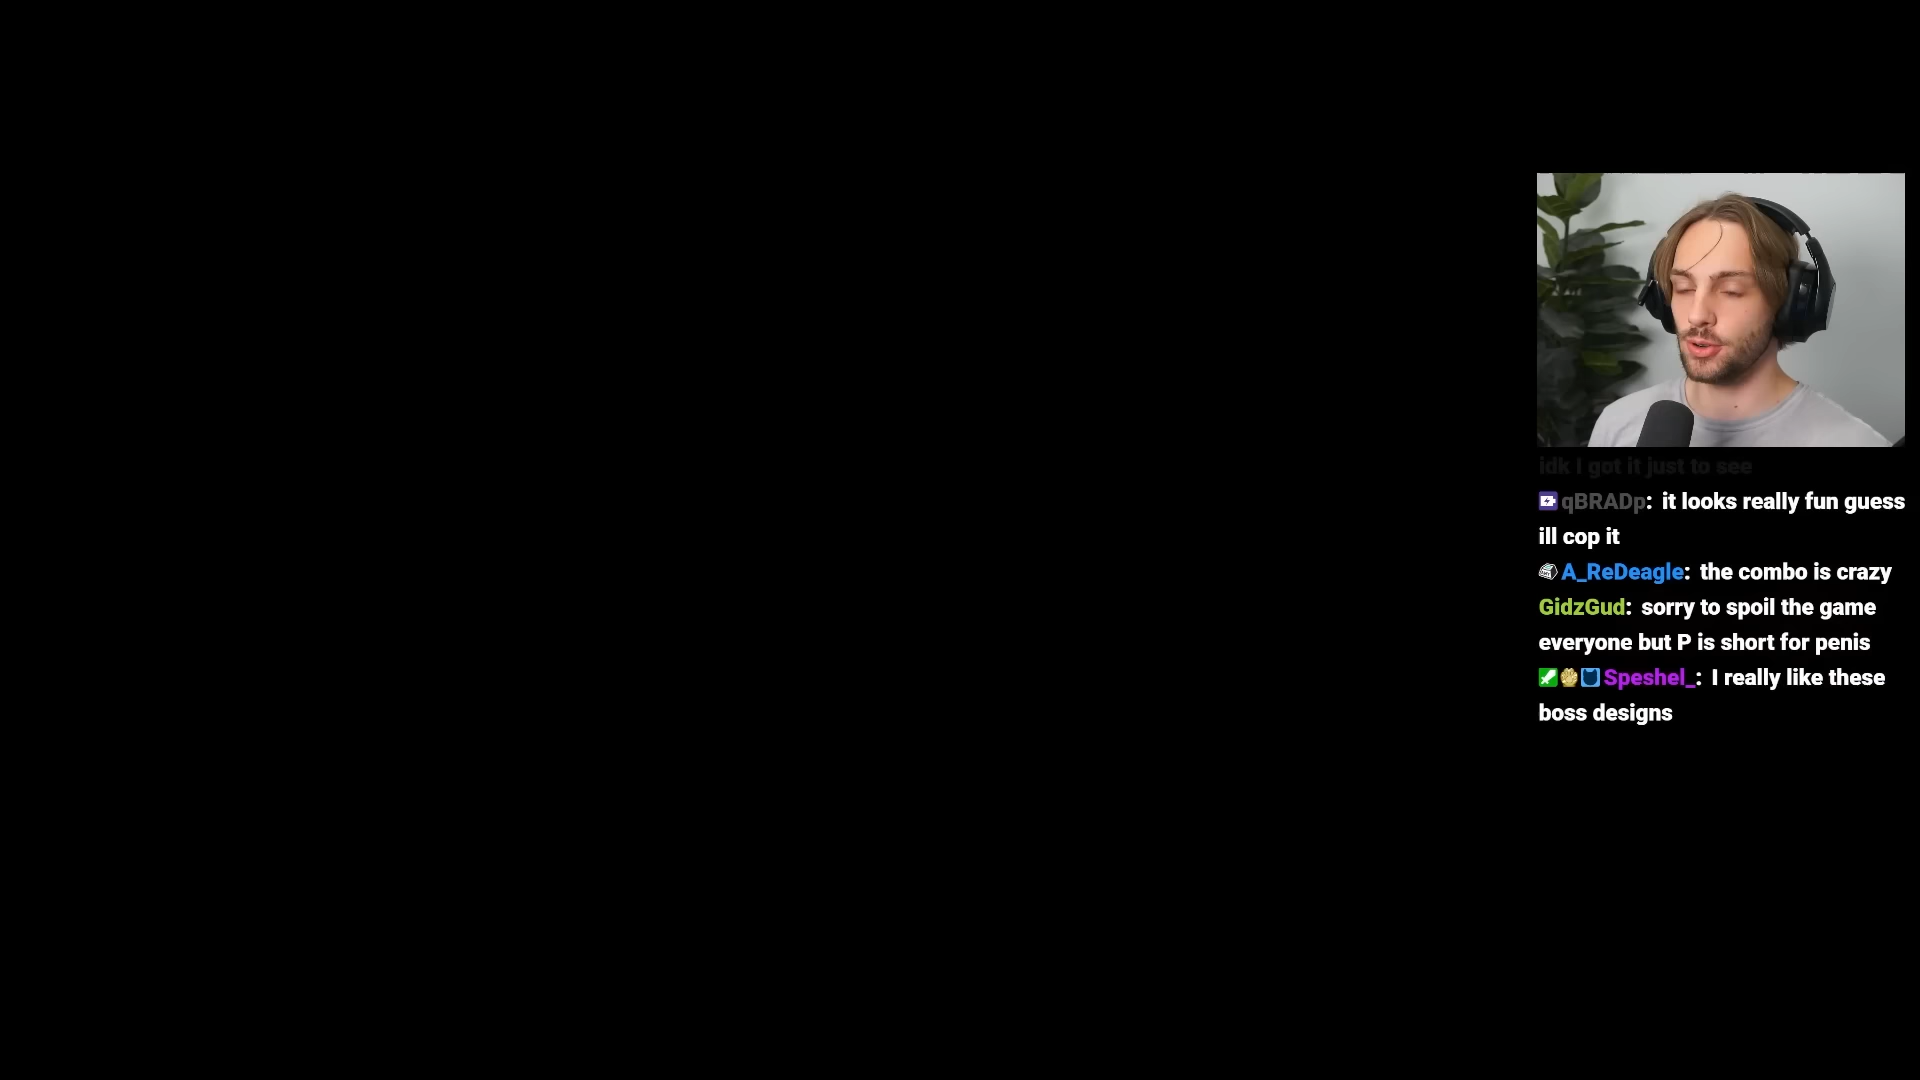 idk I got it just to see
qBRADp: it looks really fun guess
ill cop it
A_ReDeagle: the combo is crazy
GidzGud: sorry to spoil the game
everyone but P is short for penis
Speshel_: I really like these
boss designs